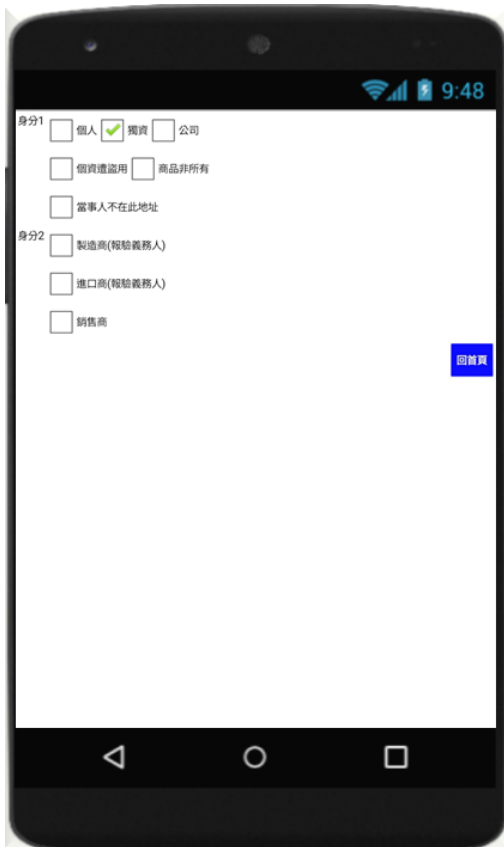 9:48
身分1 個人 獨資 公司
個資遭盜用 商品非所有
當事人不在此地址
身分2 製造商(報驗義務人)
進口商(報驗義務人)
銷售商
回首頁